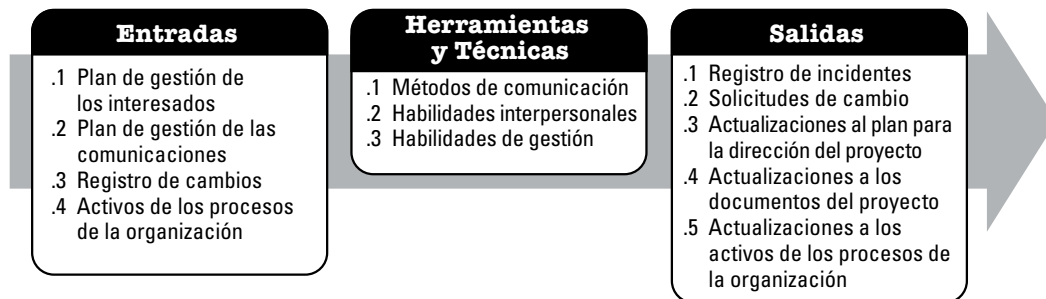 Entradas
.1 Plan de gestión de
los interesados
.2 Plan de gestión de las
comunicaciones
.3 Registro de cambios
.4 Activos de los procesos
de la organización
Herramientas
y Técnicas
.1 Métodos de comunicación
.2 Habilidades interpersonales
.3 Habilidades de gestión
Salidas
.1 Registro de incidentes
.2 Solicitudes de cambio
.3 Actualizaciones al plan para
la dirección del proyecto
.4 Actualizaciones a los
documentos del proyecto
.5 Actualizaciones a los
activos de los procesos de
la organización